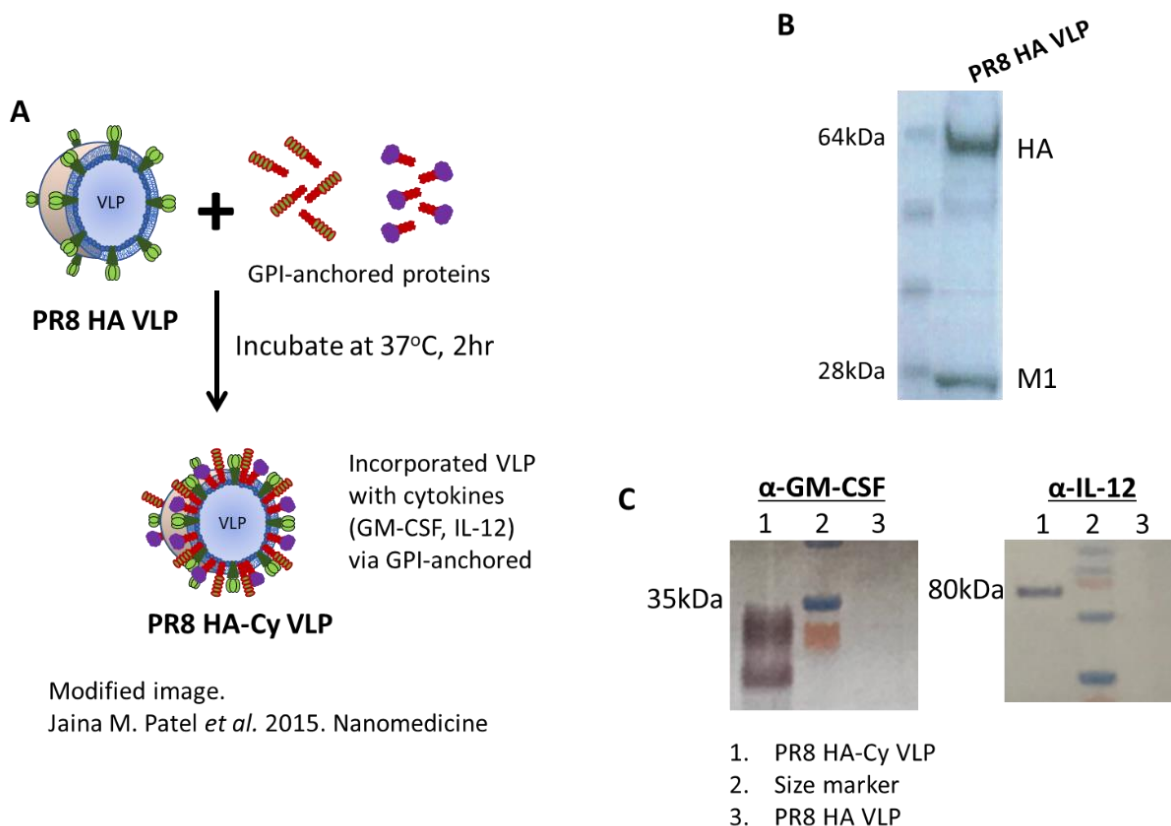 A
VLP
+
GPI-anchored proteins
PR8 HA VLP
Incubate at 37°C, 2hr
VLP
Incorporated VLP
with cytokines
(GM-CSF, IL-12)
via GPI-anchored
PR8 HA-Cy VLP
Modified image.
Jaina M. Patel et al. 2015. Nanomedicine
B
PR8 HA VLP
64kDa
HA
28kDa
M1
C
α-GM-CSF
1 2 3
35kDa
α-IL-12
1 2 3
80kDa
1. PR8 HA-Cy VLP
2. Size marker
3. PR8 HA VLP